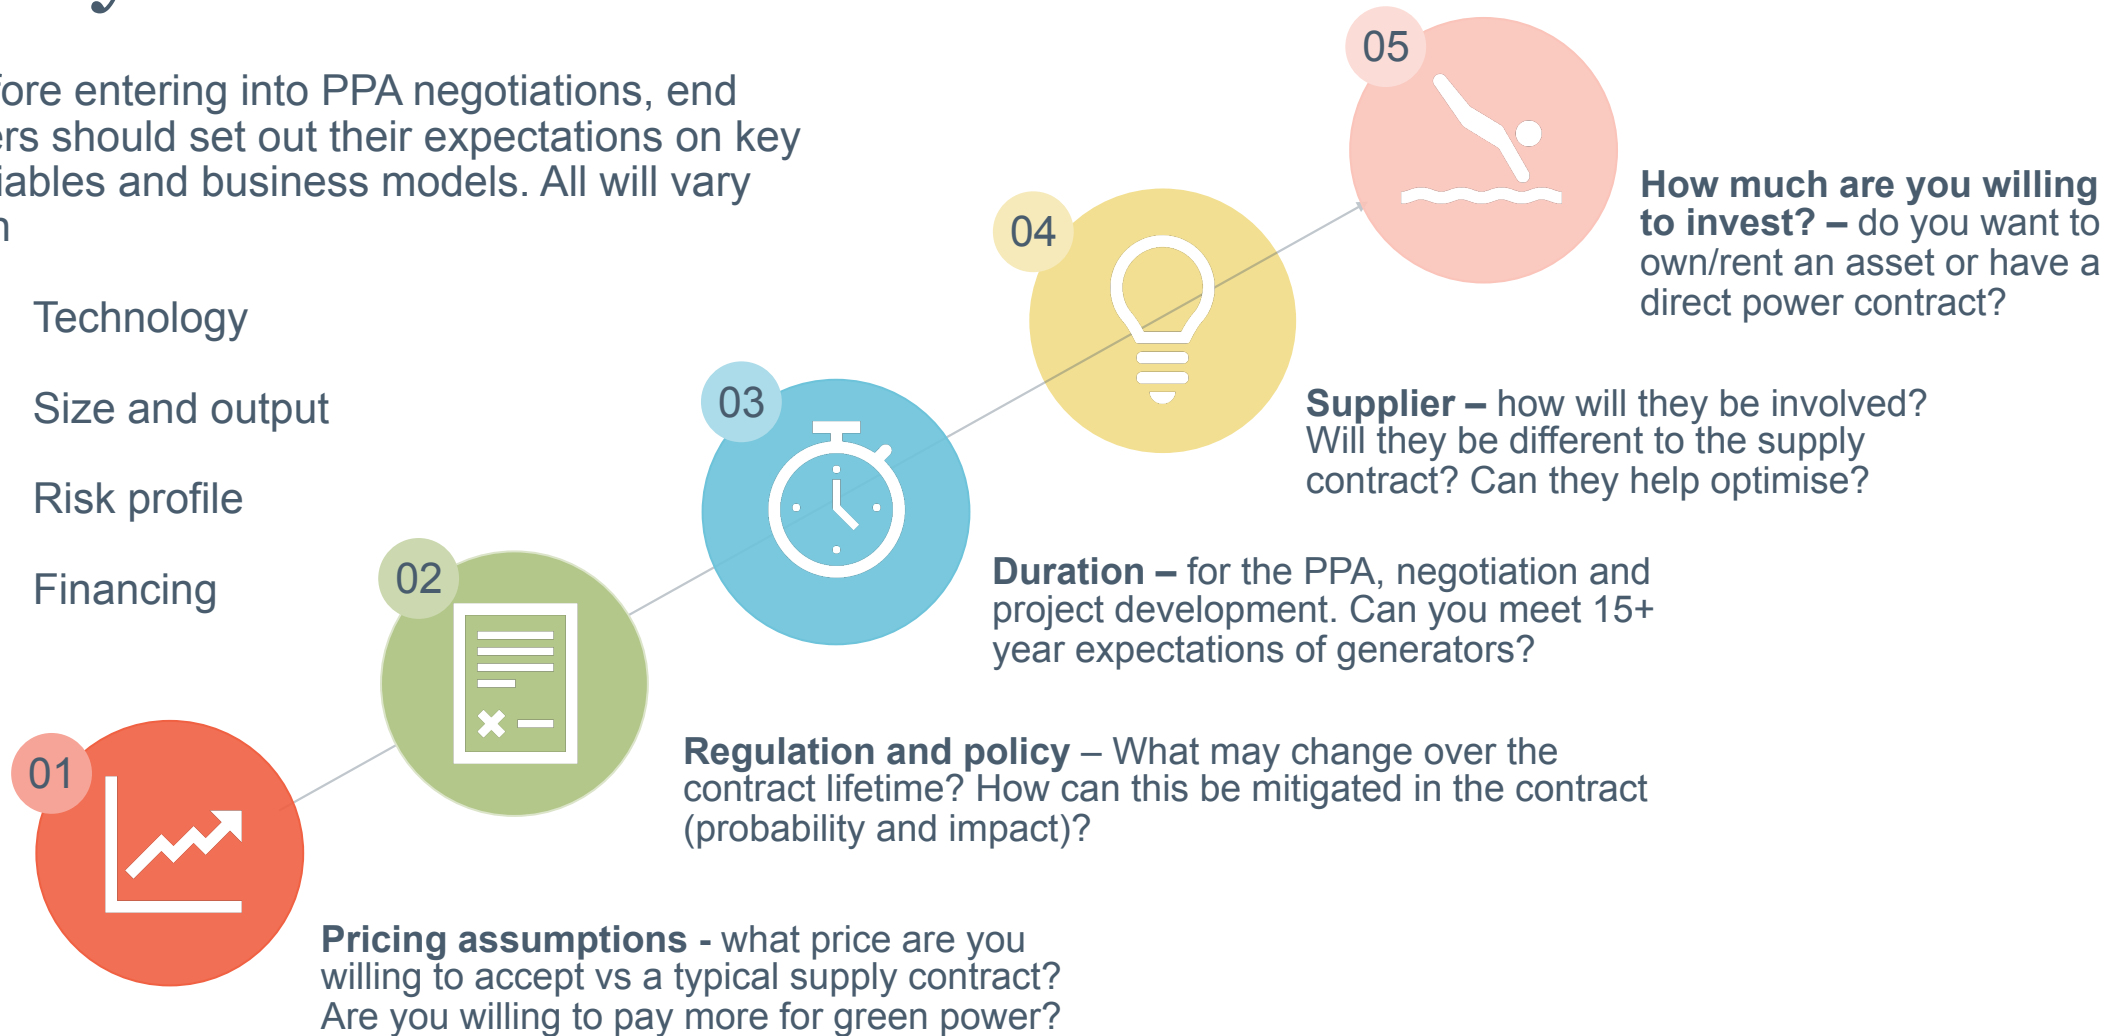 y
fore entering into PPA negotiations, end
ers should set out their expectations on key
iables and business models. All will vary
n
Technology
Size and output
Risk profile
Financing
01
Pricing assumptions - what price are you
willing to accept vs a typical supply contract?
Are you willing to pay more for green power?
02
Regulation and policy – What may change over the
contract lifetime? How can this be mitigated in the contract
(probability and impact)?
03
Duration – for the PPA, negotiation and
project development. Can you meet 15+
year expectations of generators?
04
Supplier – how will they be involved?
Will they be different to the supply
contract? Can they help optimise?
05
How much are you willing
to invest? – do you want to
own/rent an asset or have a
direct power contract?